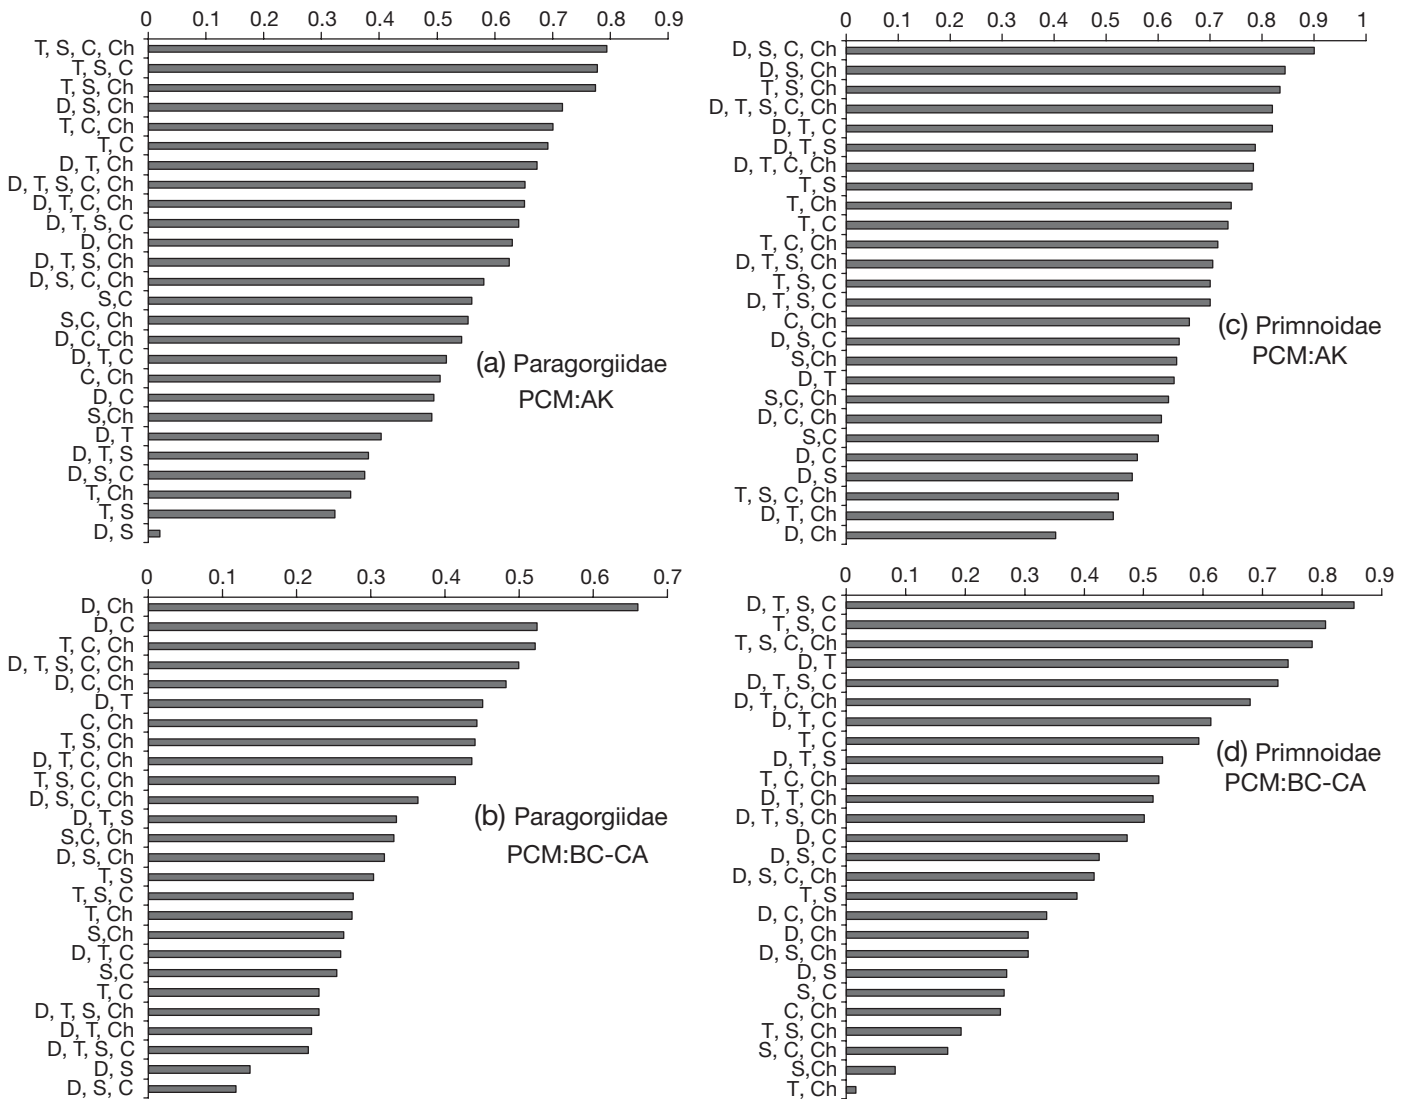 0 0.1 0.2 0.3 0.4 0.5 0.6 0.7 0.8 0.9
T, S, C, Ch
T, S, C
T, S, Ch
D, S, Ch
T, C, Ch
T, C
D, T, Ch
D, T, S, C, Ch
D, T, C, Ch
D, T, S, C
D, Ch
D, T, S, Ch
D, S, C, Ch
S,C
S,C, Ch
D, C, Ch
D, T, C
C, Ch
D, C
S,Ch
D, T
D, T, S
D, S, C
T, Ch
T, S
D, S
(a) Paragorgiidae
PCM:AK
0 0.1 0.2 0.3 0.4 0.5 0.6 0.7
D, Ch
D, C
T, C, Ch
D, T, S, C, Ch
D, C, Ch
D, T
C, Ch
T, S, Ch
D, T, C, Ch
T, S, C, Ch
D, S, C, Ch
D, T, S
S,C, Ch
D, S, Ch
T, S
T, S, C
T, Ch
S,Ch
D, T, C
S,C
T, C
D, T, S, Ch
D, T, Ch
D, T, S, C
D, S
D, S, C
(b) Paragorgiidae
PCM:BC-CA
0 0.1 0.2 0.3 0.4 0.5 0.6 0.7 0.8 0.9 1
D, S, C, Ch
D, S, Ch
T, S, Ch
D, T, S, C, Ch
D, T, C
D, T, S
D, T, C, Ch
T, S
T, Ch
T, C
T, C, Ch
D, T, S, Ch
T, S, C
D, T, S, C
C, Ch
D, S, C
S,Ch
D, T
S,C, Ch
D, C, Ch
S,C
D, C
D, S
T, S, C, Ch
D, T, Ch
D, Ch
(c) Primnoidae
PCM:AK
0 0.1 0.2 0.3 0.4 0.5 0.6 0.7 0.8 0.9
D, T, S, C
T, S, C
T, S, C, Ch
D, T
D, T, S, C
D, T, C, Ch
D, T, C
T, C
D, T, S
T, C, Ch
D, T, Ch
D, T, S, Ch
D, C
D, S, C
D, S, C, Ch
T, S
D, C, Ch
D, Ch
D, S, Ch
D, S
S, C
C, Ch
T, S, Ch
S, C, Ch
S,Ch
T, Ch
(d) Primnoidae
PCM:BC-CA